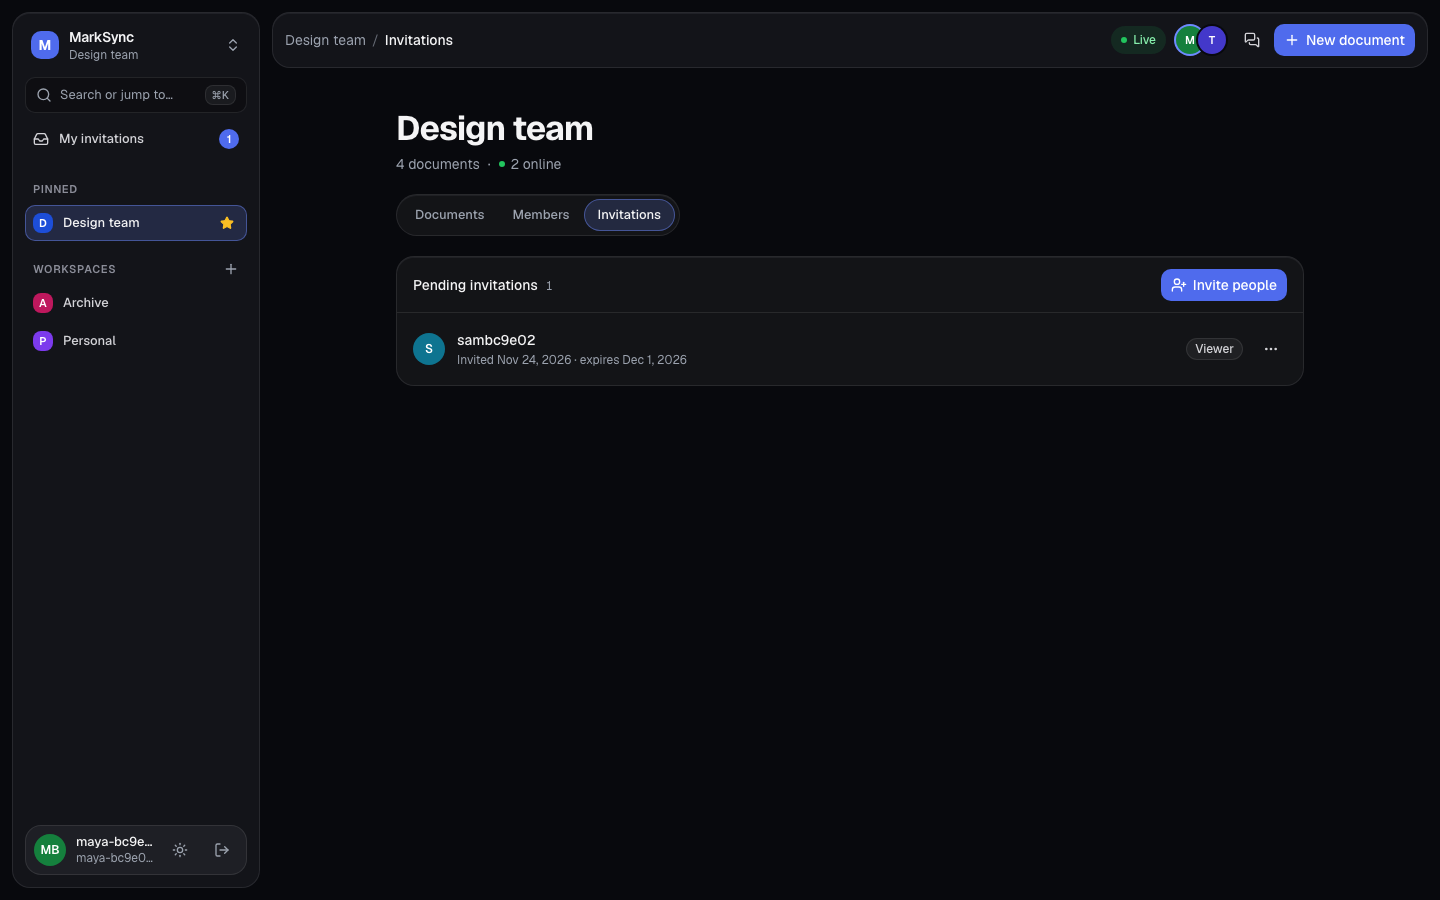 M
MarkSync
Design team
Search or jump to...
⌘K
My invitations
1
PINNED
D
Design team
WORKSPACES
A
Archive
P
Personal
MB
maya-bc9e...
maya-bc9e0...
Design team / Invitations
Live
M
T
New document
Design team
4 documents · 2 online
Documents
Members
Invitations
Pending invitations 1
Invite people
S
sambc9e02
Invited Nov 24, 2026 · expires Dec 1, 2026
Viewer